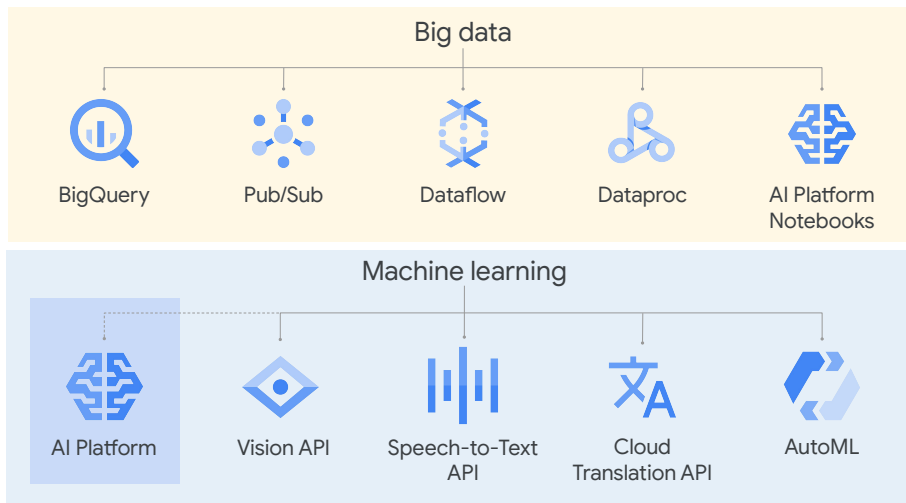 Big data
BigQuery
Pub/Sub
Dataflow
Dataproc
AI Platform
Notebooks
Machine learning
AI Platform
Vision API
Speech-to-Text
API
Cloud
Translation API
AutoML